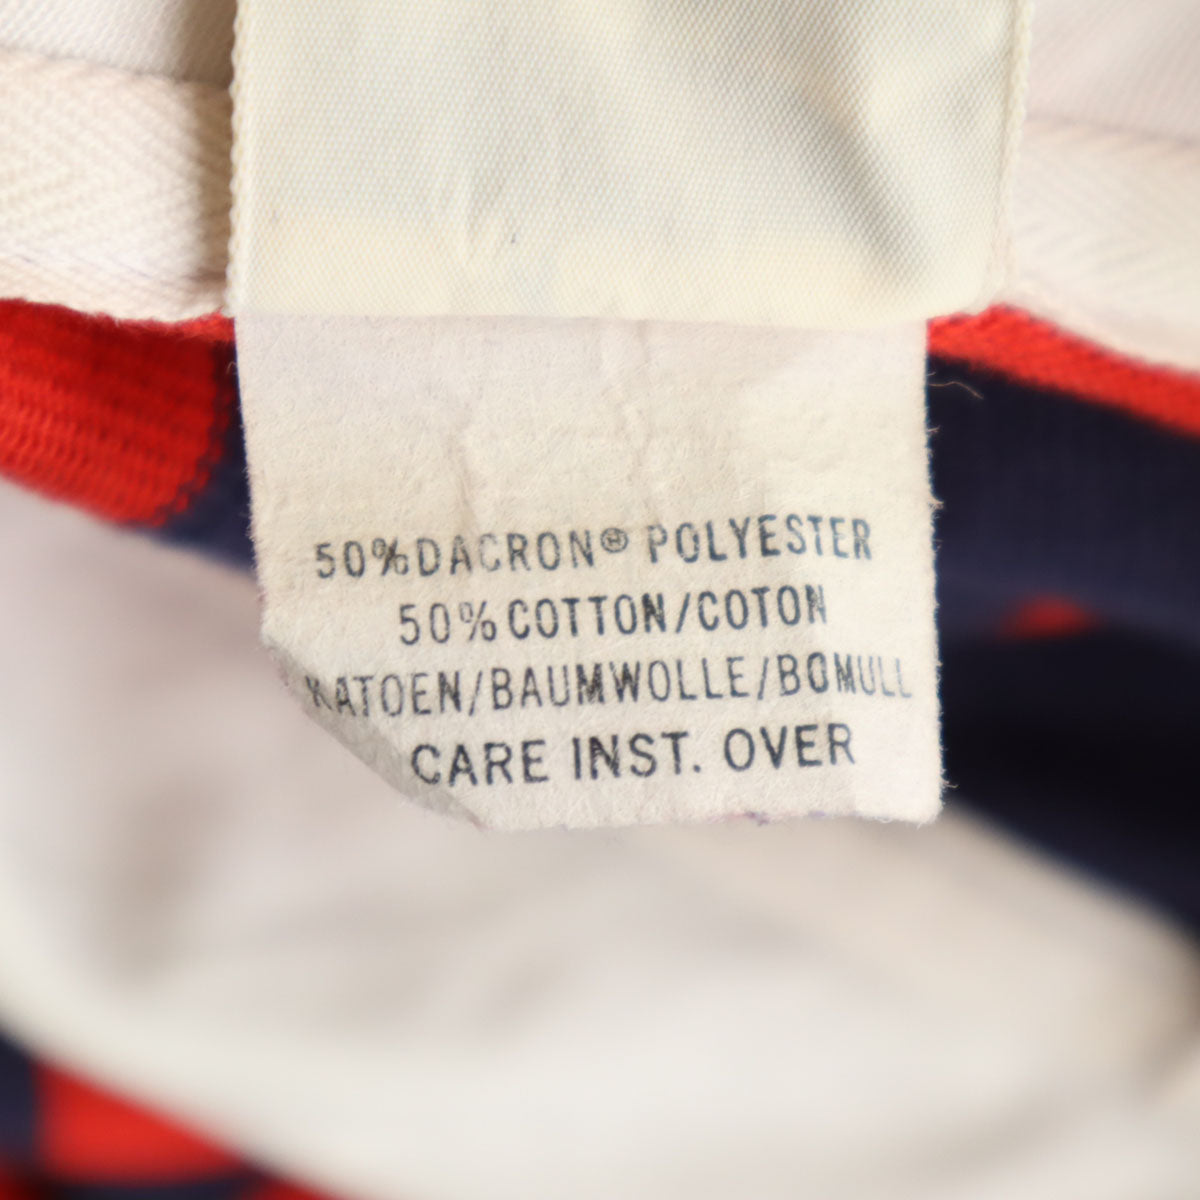 50% DACRON® POLYESTER
50% COTTON/COTON
KATOEN/BAUMWOLLE/BOMULL
CARE INST. OVER